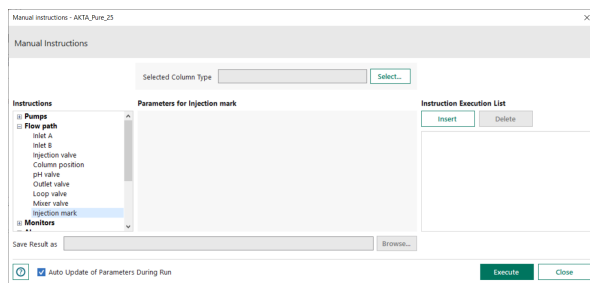 Manual instructions - AKTA_Pure_25
Manual Instructions
Selected Column Type
Select...
Instructions
Parameters for Injection mark
Instruction Execution List
Insert
Delete
Pumps
Flow path
Inlet A
Inlet B
Injection valve
Column position
pH valve
Outlet valve
Loop valve
Mixer valve
Injection mark
Monitors
Save Result as
Browse...
Auto Update of Parameters During Run
Execute
Close